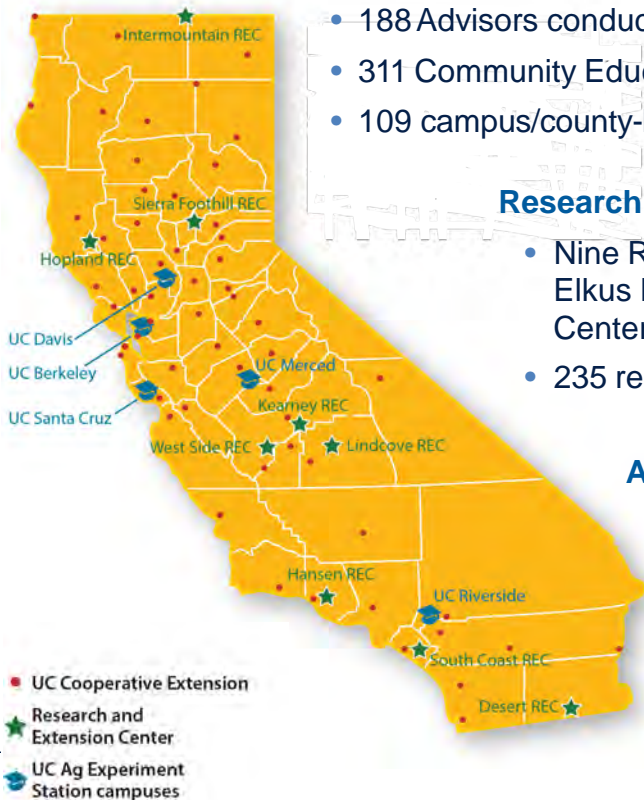 188 Advisors conduc
311 Community Edu
109 campus/county-
Research
Nine R
Elkus
Center
235 re
A
Intermountain REC
Sierra Foothill REC
Hopland REC
UC Davis
UC Berkeley
UC Merced
UC Santa Cruz
Kearney REC
West Side REC
Lindcove REC
Hansen REC
UC Riverside
South Coast REC
Desert REC
UC Cooperative Extension
Research and
Extension Center
UC Ag Experiment
Station campuses